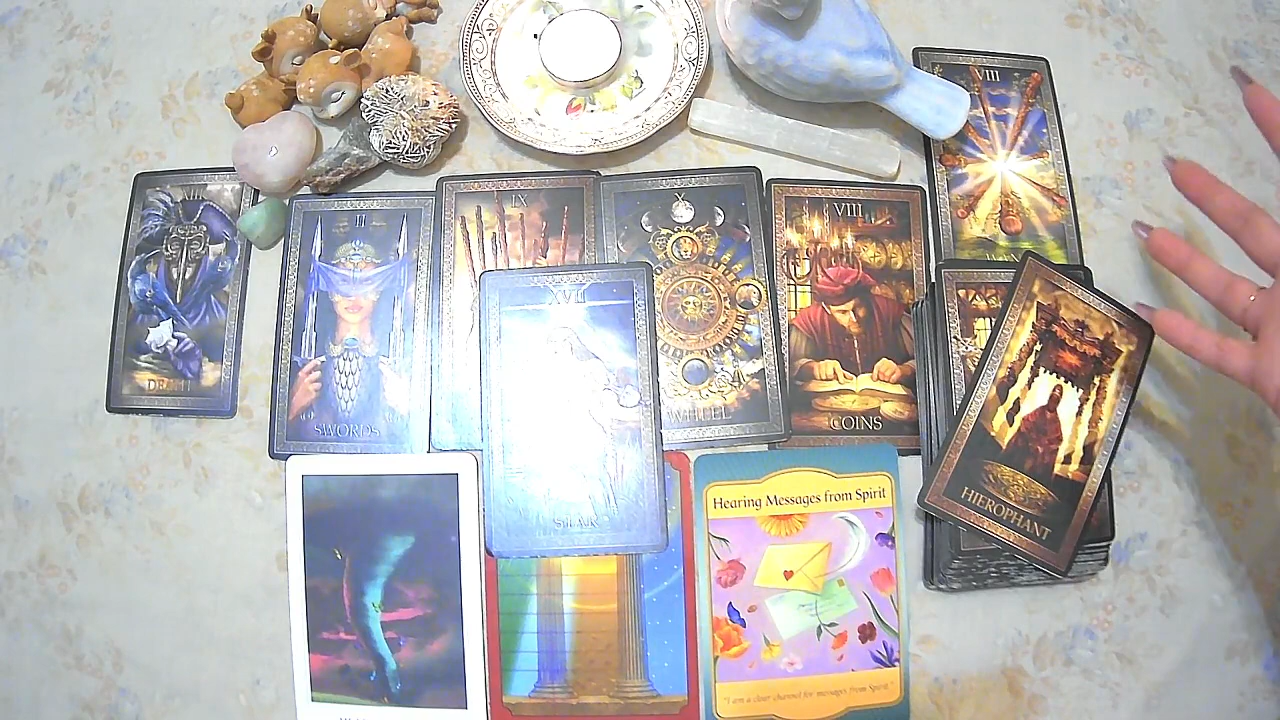 VIII
XIII
DEATH
III
SWORDS
IX
X
WHEEL
VIII
COINS
XVII
STAR
HIEROPHANT
Hearing Messages from Spirit
"I am a clear channel for messages from Spirit."